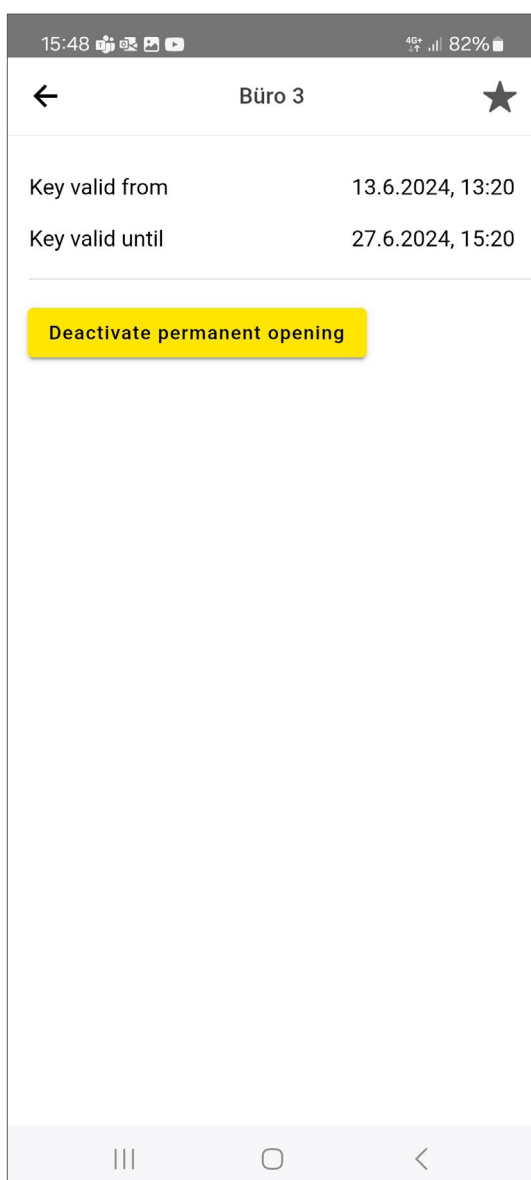 15:48 4G+ 82%
Büro 3
Key valid from 13.6.2024, 13:20
Key valid until 27.6.2024, 15:20
Deactivate permanent opening